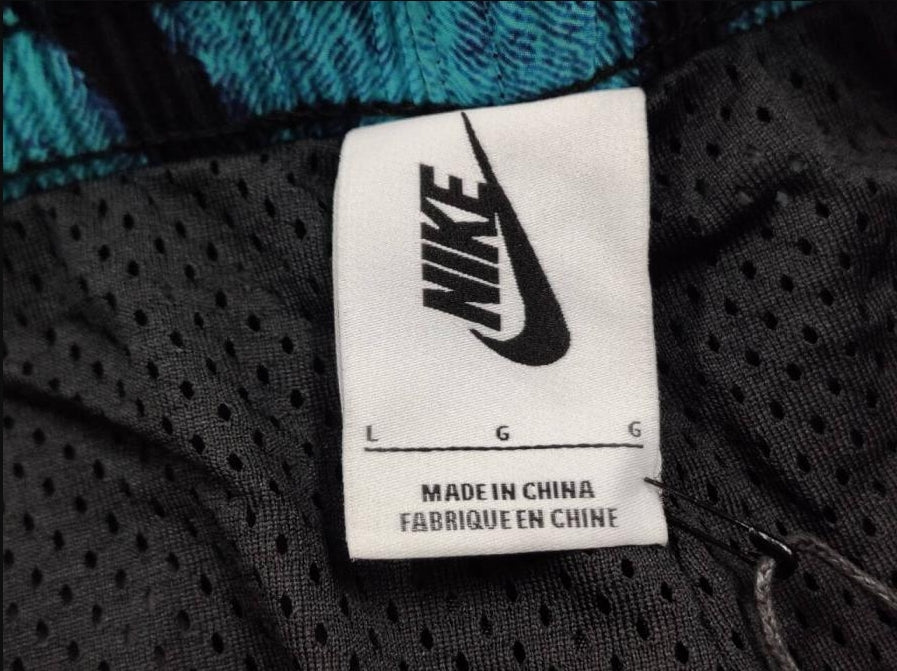 NIKE
L G G
MADE IN CHINA
FABRIQUE EN CHINE